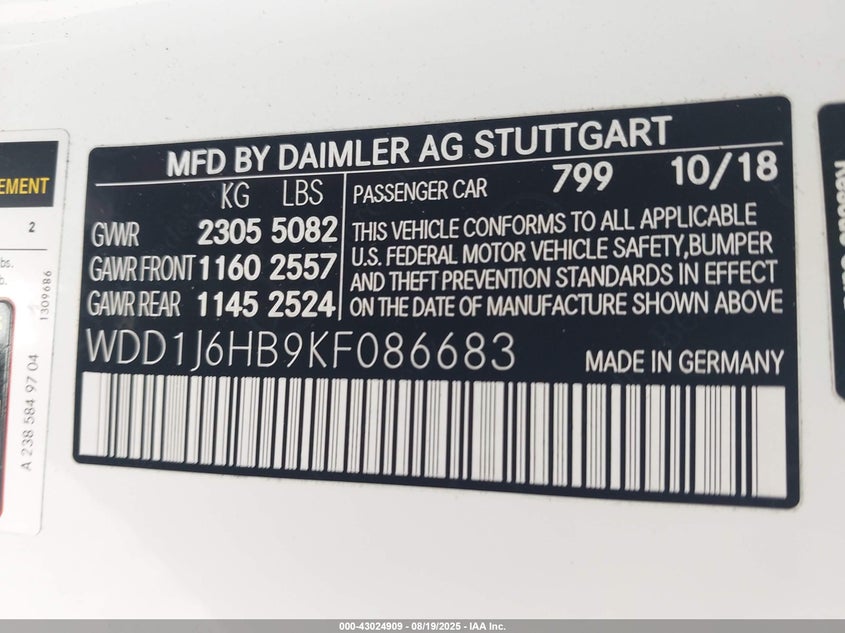 MFD BY DAIMLER AG STUTTGART
KG LBS
PASSENGER CAR 799 10/18
GVWR 2305 5082
GAWR FRONT 1160 2557
GAWR REAR 1145 2524
THIS VEHICLE CONFORMS TO ALL APPLICABLE
U.S. FEDERAL MOTOR VEHICLE SAFETY,BUMPER
AND THEFT PREVENTION STANDARDS IN EFFECT
ON THE DATE OF MANUFACTURE SHOWN ABOVE
WDD1J6HB9KF086683
MADE IN GERMANY
EMENT
2
bs.
b.
1309686
A 238 584 97 04
000-43024909 - 08/19/2025 - IAA Inc.